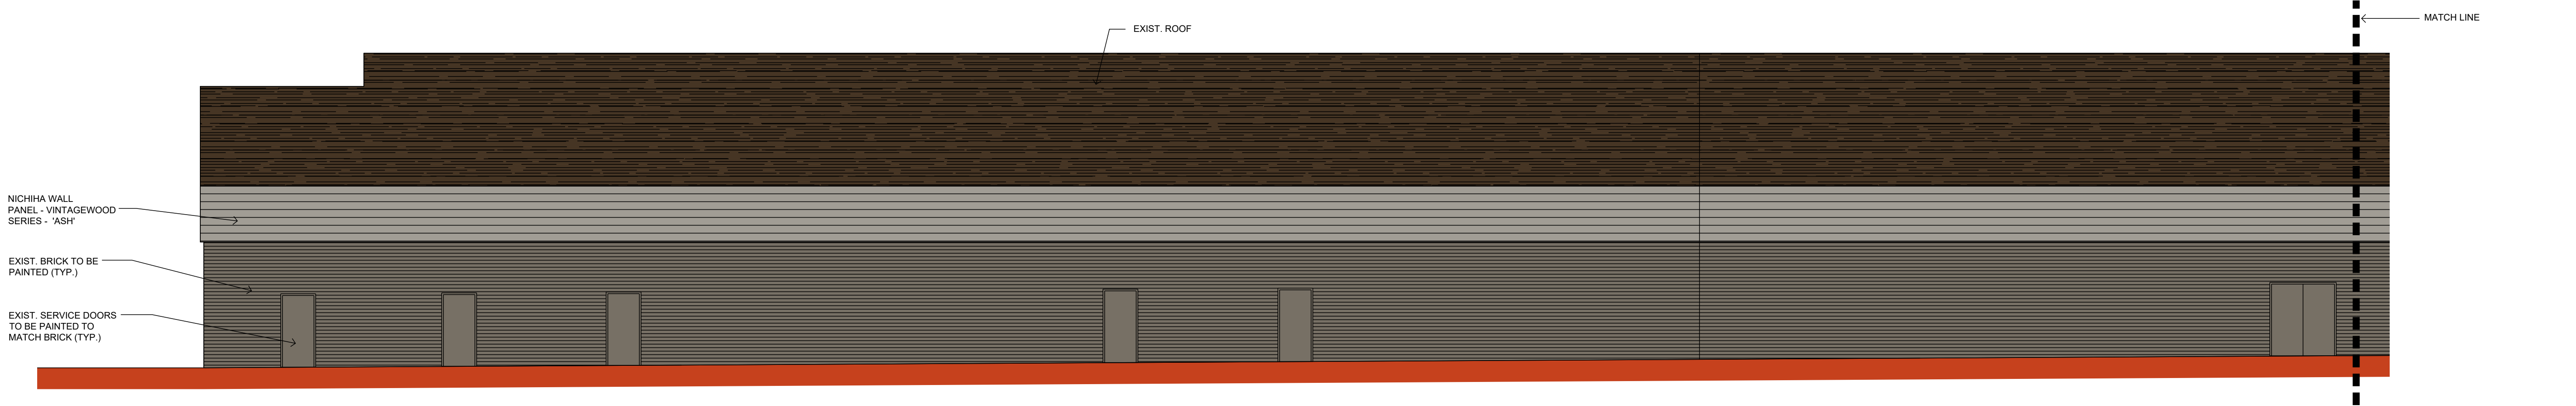 EXIST. ROOF
MATCH LINE
NICHIHA WALL
PANEL - VINTAGEWOOD
SERIES - 'ASH'
EXIST. BRICK TO BE
PAINTED (TYP.)
EXIST. SERVICE DOORS
TO BE PAINTED TO
MATCH BRICK (TYP.)